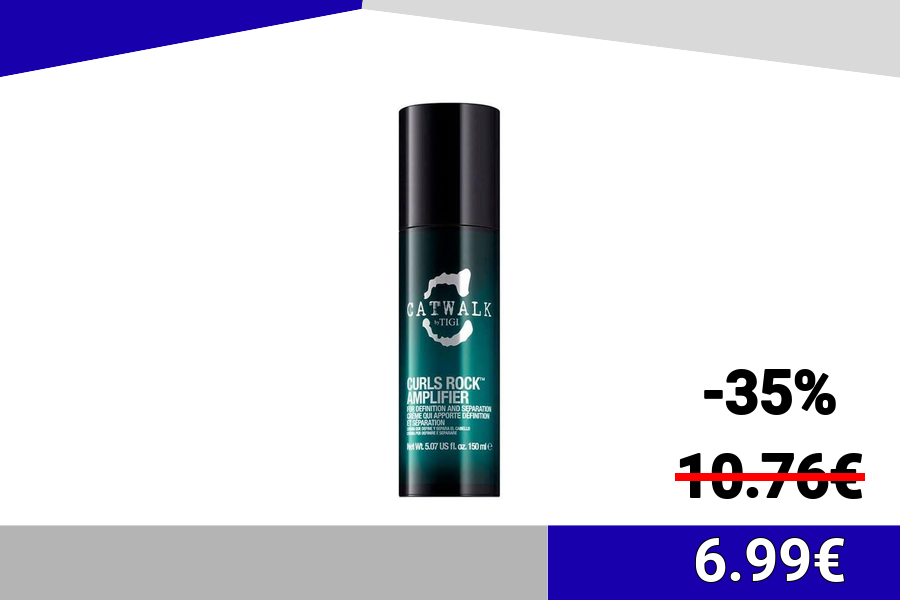 CATWALK
by TIGI
CURLS ROCK™
AMPLIFIER
FOR DEFINITION AND SEPARATION
CRÈME QUI APPORTE DÉFINITION
ET SÉPARATION
Net Wt. 5.07 US fl. oz. 150 ml ℮
-35%
10.76€
6.99€